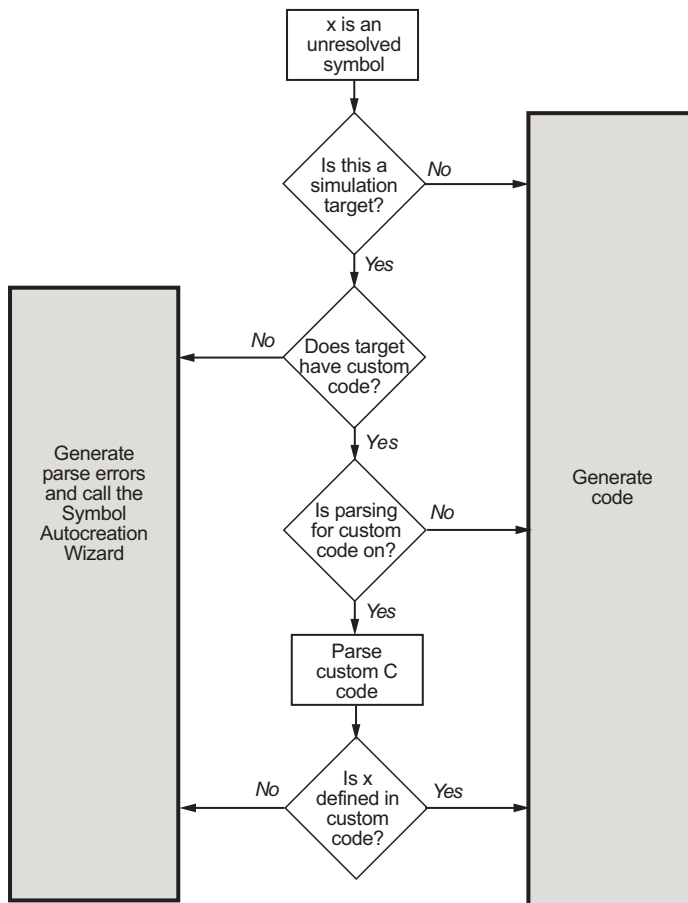 x is an
unresolved
symbol
Is this a
simulation
target?
No
Yes
No
Does target
have custom
code?
Yes
Generate
parse errors
and call the
Symbol
Autocreation
Wizard
Generate
code
Is parsing
for custom
code on?
No
Yes
Parse
custom C
code
No
Is x
defined in
custom
code?
Yes